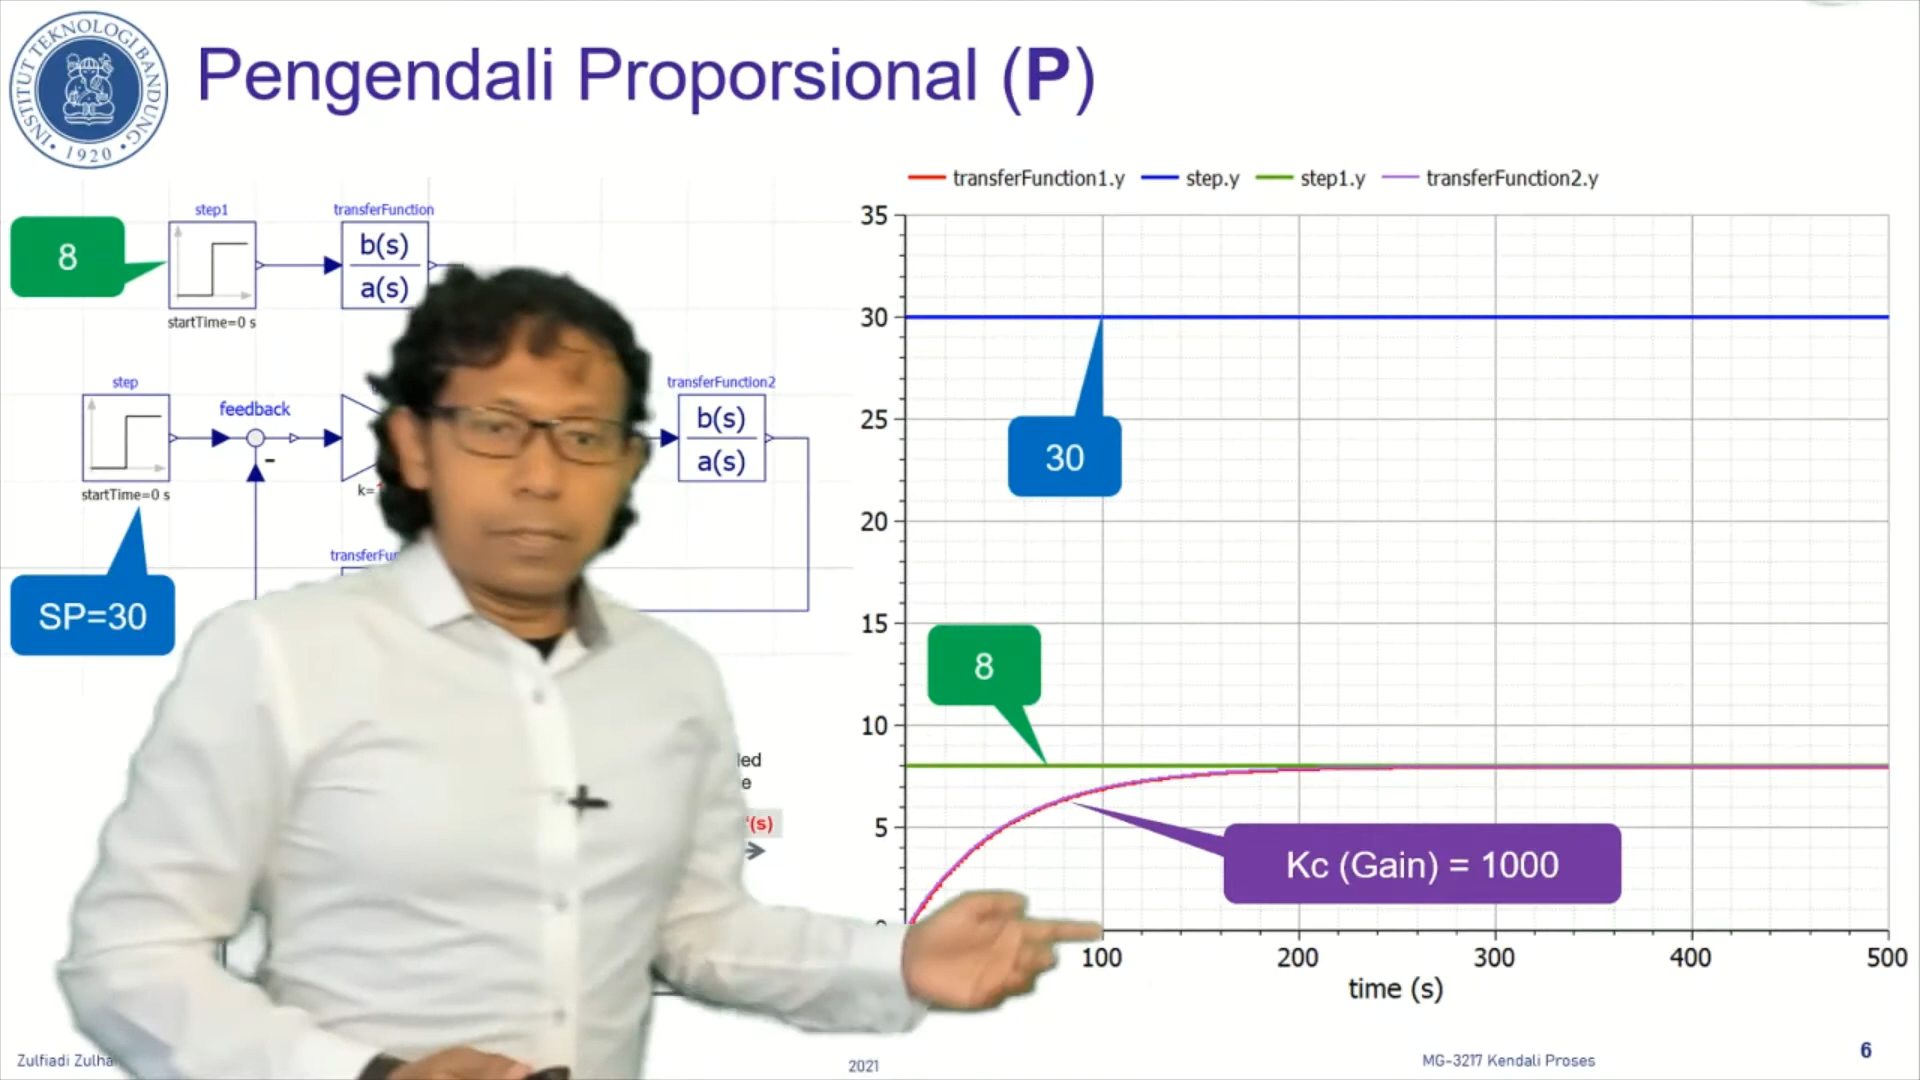 INSTITUT TEKNOLOGI BANDUNG
1920
Pengendali Proporsional (P)
transferFunction1.y
step.y
step1.y
transferFunction2.y
step1
transferFunction
8
b(s)
a(s)
startTime=0 s
step
feedback
transferFunction2
b(s)
a(s)
k=
startTime=0 s
SP=30
35
30
25
20
15
10
5
30
8
Kc (Gain) = 1000
100
200
300
400
500
time (s)
2021
MG-3217 Kendali Proses
6
Zulfiadi